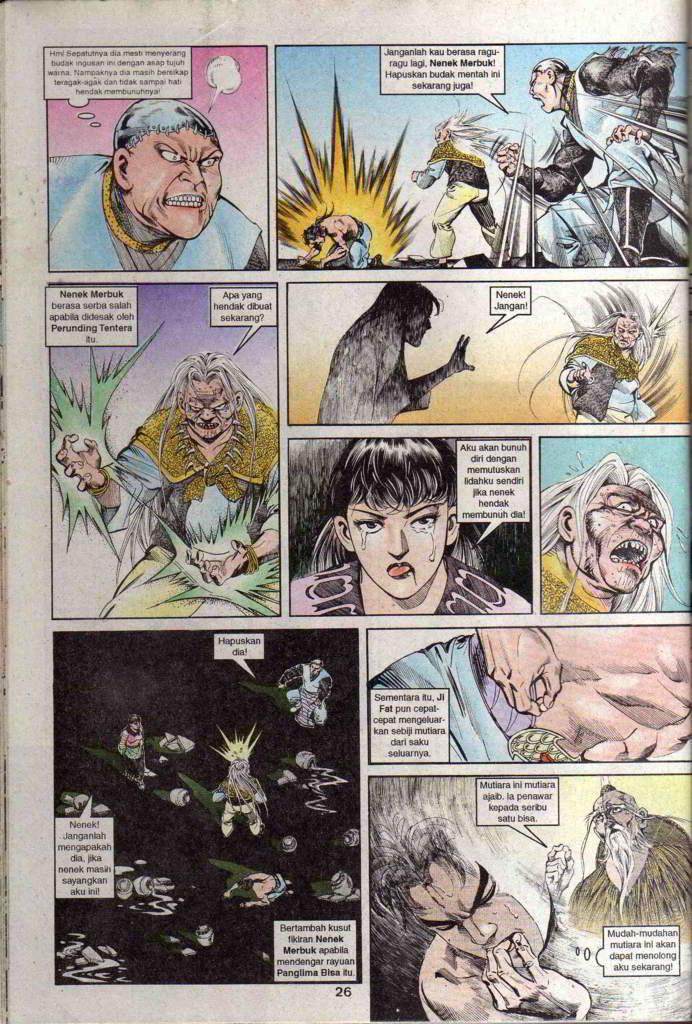 Hm! Sepatutnya dia mesti menyerang
budak ingusan ini dengan asap tujuh
warna. Nampaknya dia masih bersikap
teragak-agak dan tidak sampai hati
hendak membunuhnya!
Janganlah kau berasa ragu-
ragu lagi, Nenek Merbuk!
Hapuskan budak mentah ini
sekarang juga!
Nenek Merbuk
berasa serba salah
apabila didesak oleh
Perunding Tentera
itu.
Apa yang
hendak dibuat
sekarang?
Nenek!
Jangan!
Aku akan bunuh
diri dengan
memutuskan
lidahku sendiri
jika nenek
hendak
membunuh dia!
Hapuskan
dia!
Nenek!
Janganlah
mengapakah
dia, jika
nenek masih
sayangkan
aku ini!
Bertambah kusut
fikiran Nenek
Merbuk apabila
mendengar rayuan
Panglima Bisa itu.
Sementara itu, Ji
Fat pun cepat-
cepat mengeluar-
kan sebiji mutiara
dari saku
seluarnya.
Mutiara ini mutiara
ajaib. Ia penawar
kepada seribu
satu bisa.
Mudah-mudahan
mutiara ini akan
dapat menolong
aku sekarang!
26